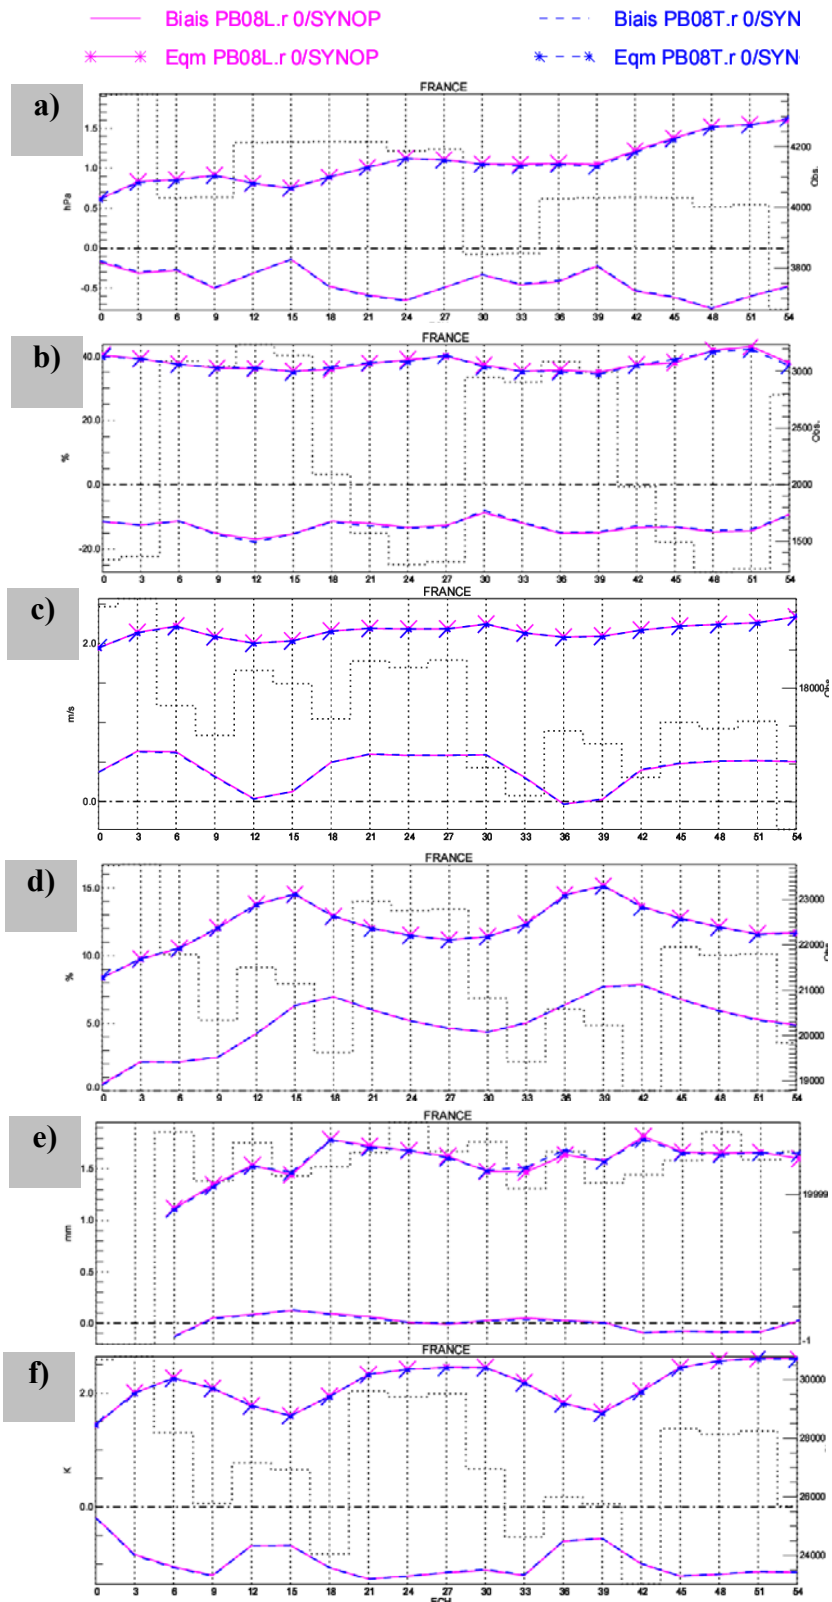 Biais PB08L.r 0/SYNOP
Biais PB08T.r 0/SYN
Eqm PB08L.r 0/SYNOP
Eqm PB08T.r 0/SYN
a)
FRANCE
1.5
1.0
0.5
0.0
-0.5
hPa
4200
4000
3800
Obs.
0 3 6 9 12 15 18 21 24 27 30 33 36 39 42 45 48 51 54
b)
FRANCE
40.0
20.0
0.0
-20.0
%
3000
2500
2000
1500
Obs.
0 3 6 9 12 15 18 21 24 27 30 33 36 39 42 45 48 51 54
c)
FRANCE
2.0
0.0
m/s
18000
Obs.
0 3 6 9 12 15 18 21 24 27 30 33 36 39 42 45 48 51 54
d)
FRANCE
15.0
10.0
5.0
0.0
%
23000
22000
21000
20000
19000
Obs.
0 3 6 9 12 15 18 21 24 27 30 33 36 39 42 45 48 51 54
e)
FRANCE
1.5
1.0
0.5
0.0
mm
19999
-1
0 3 6 9 12 15 18 21 24 27 30 33 36 39 42 45 48 51 54
f)
FRANCE
2.0
0.0
K
30000
28000
26000
24000
0 3 6 9 12 15 18 21 24 27 30 33 36 39 42 45 48 51 54
ECH